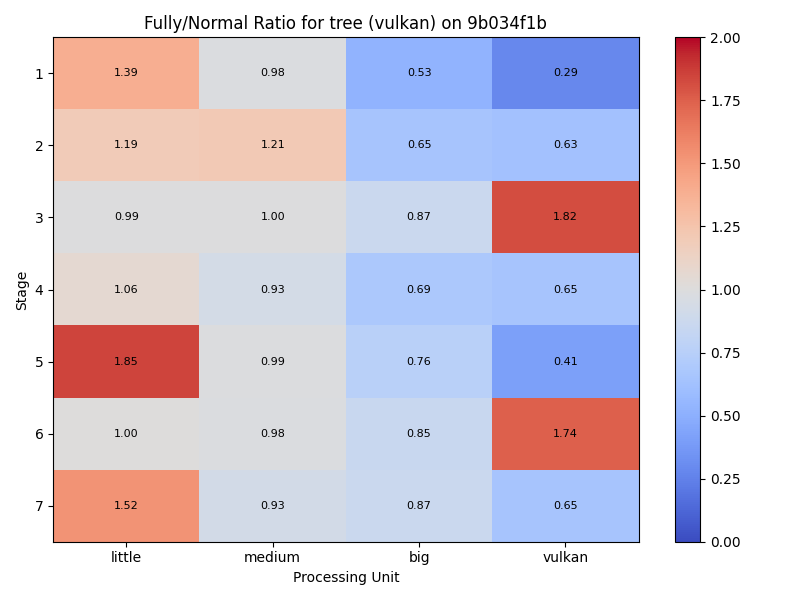 Fully/Normal Ratio for tree (vulkan) on 9b034f1b
1 1.39 0.98 0.53 0.29
2 1.19 1.21 0.65 0.63
3 0.99 1.00 0.87 1.82
4 1.06 0.93 0.69 0.65
5 1.85 0.99 0.76 0.41
6 1.00 0.98 0.85 1.74
7 1.52 0.93 0.87 0.65
little medium big vulkan
Processing Unit
Stage
2.00
1.75
1.50
1.25
1.00
0.75
0.50
0.25
0.00